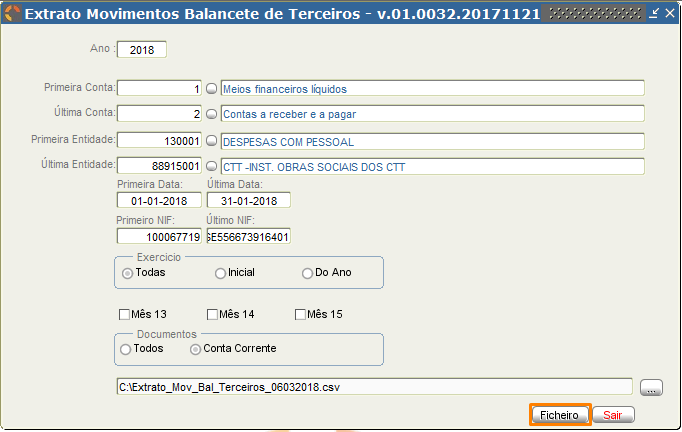 Extrato Movimentos Balancete de Terceiros - v.01.0032.20171121
Ano : 2018
Primeira Conta: 1 Meios financeiros líquidos
Última Conta: 2 Contas a receber e a pagar
Primeira Entidade: 130001 DESPESAS COM PESSOAL
Última Entidade: 88915001 CTT -INST. OBRAS SOCIAIS DOS CTT
Primeira Data: Última Data:
01-01-2018 31-01-2018
Primeiro NIF: Último NIF:
100067719 SE556673916401
Exercicio
Todas Inicial Do Ano
Mês 13 Mês 14 Mês 15
Documentos
Todos Conta Corrente
C:\Extrato_Mov_Bal_Terceiros_06032018.csv ...
Ficheiro Sair